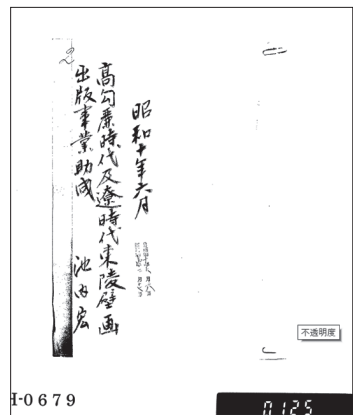 昭和十年六月
高勾麗時代及遼時代東陵壁画
出版事業助成 池内宏
不透明度
H-0679
0125